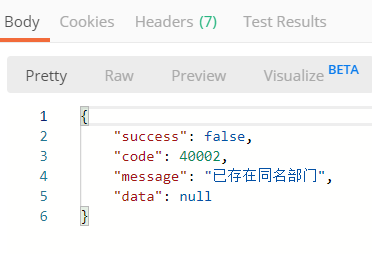 Body Cookies Headers (7) Test Results
Pretty Raw Preview Visualize BETA
1 {
2 "success": false,
3 "code": 40002,
4 "message": "已存在同名部门",
5 "data": null
6 }